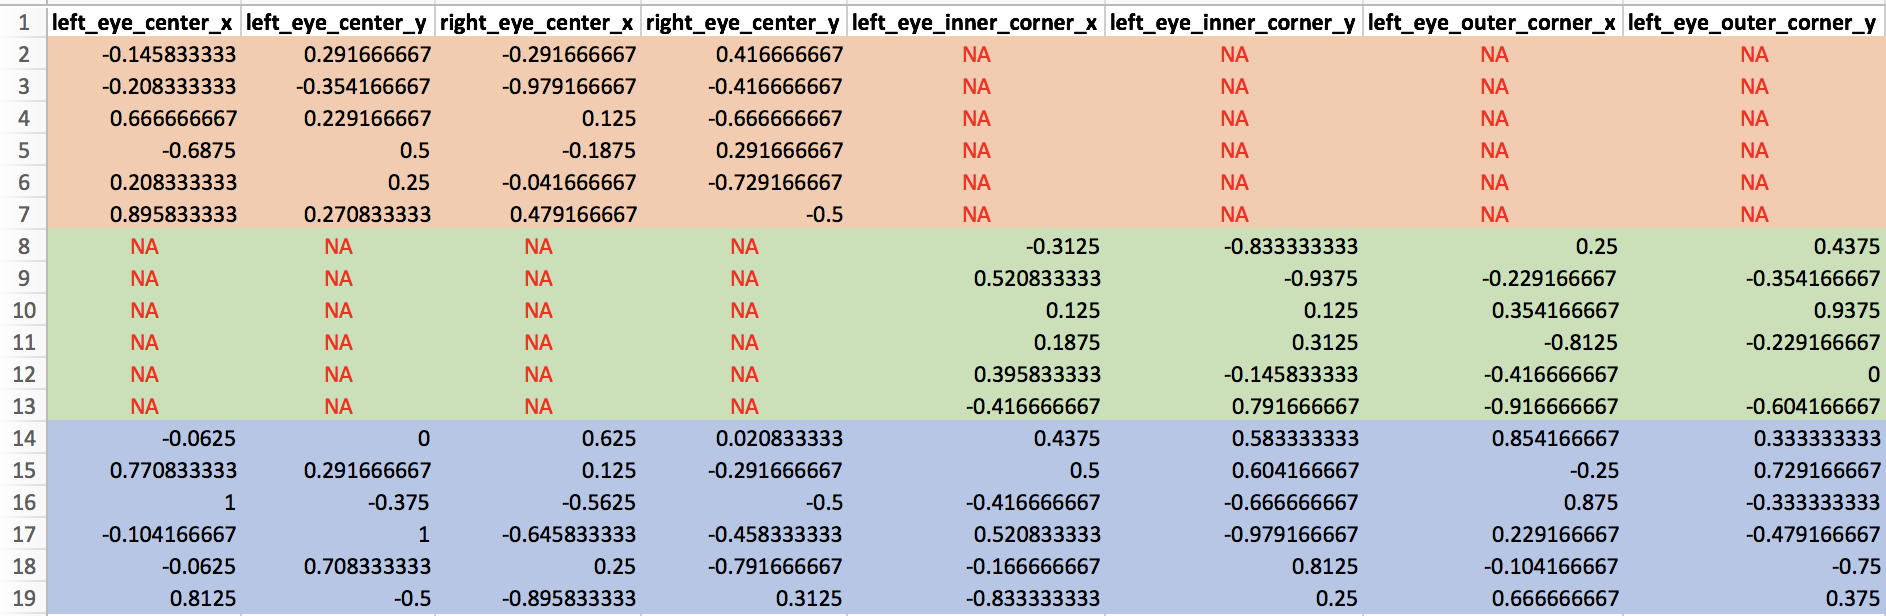 1 left_eye_center_x left_eye_center_y right_eye_center_x right_eye_center_y left_eye_inner_corner_x left_eye_inner_corner_y left_eye_outer_corner_x left_eye_outer_corner_y
2 -0.145833333 0.291666667 -0.291666667 0.416666667 NA NA NA NA
3 -0.208333333 -0.354166667 -0.979166667 -0.416666667 NA NA NA NA
4 0.666666667 0.229166667 0.125 -0.666666667 NA NA NA NA
5 -0.6875 0.5 -0.1875 0.291666667 NA NA NA NA
6 0.208333333 0.25 -0.041666667 -0.729166667 NA NA NA NA
7 0.895833333 0.270833333 0.479166667 -0.5 NA NA NA NA
8 NA NA NA NA -0.3125 -0.833333333 0.25 0.4375
9 NA NA NA NA 0.520833333 -0.9375 -0.229166667 -0.354166667
10 NA NA NA NA 0.125 0.125 0.354166667 0.9375
11 NA NA NA NA 0.1875 0.3125 -0.8125 -0.229166667
12 NA NA NA NA 0.395833333 -0.145833333 -0.416666667 0
13 NA NA NA NA -0.416666667 0.791666667 -0.916666667 -0.604166667
14 -0.0625 0 0.625 0.020833333 0.4375 0.583333333 0.854166667 0.333333333
15 0.770833333 0.291666667 0.125 -0.291666667 0.5 0.604166667 -0.25 0.729166667
16 1 -0.375 -0.5625 -0.5 -0.416666667 -0.666666667 0.875 -0.333333333
17 -0.104166667 1 -0.645833333 -0.458333333 0.520833333 -0.979166667 0.229166667 -0.479166667
18 -0.0625 0.708333333 0.25 -0.791666667 -0.166666667 0.8125 -0.104166667 -0.75
19 0.8125 -0.5 -0.895833333 0.3125 -0.833333333 0.25 0.666666667 0.375